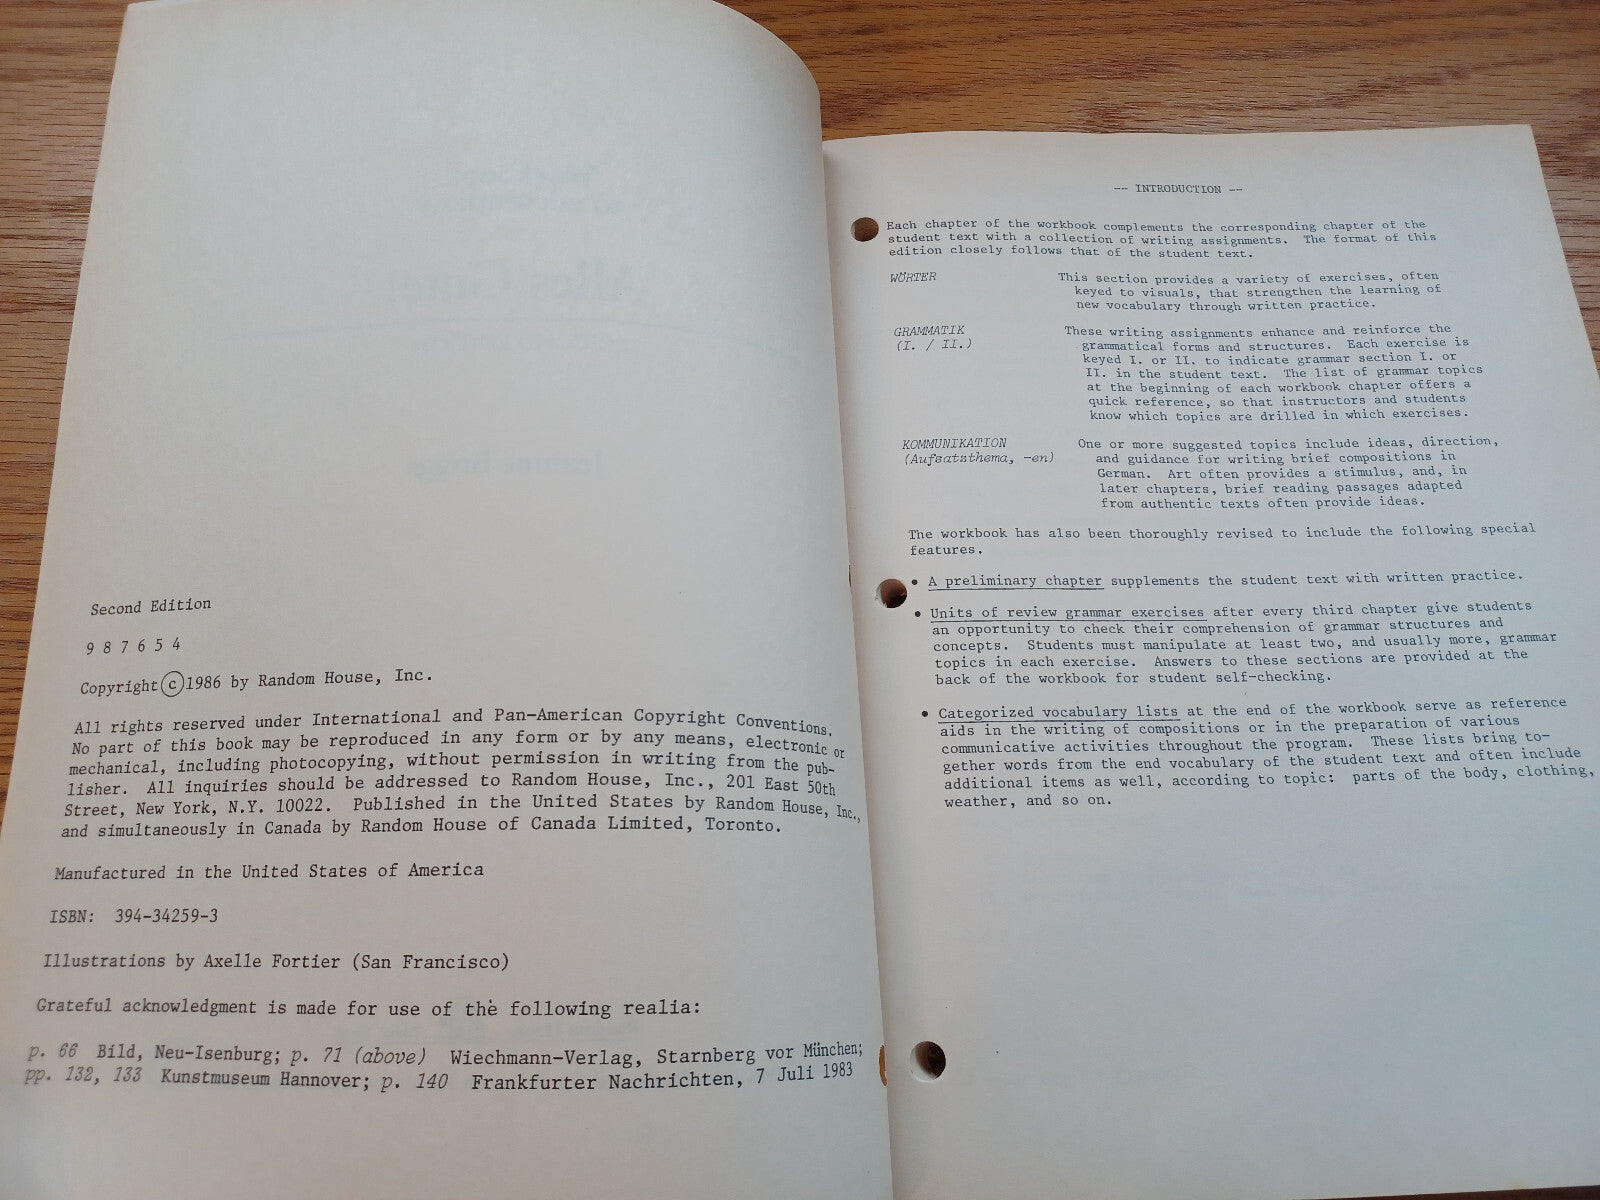 Second Edition
9 8 7 6 5 4
Copyright © 1986 by Random House, Inc.
All rights reserved under International and Pan-American Copyright Conventions.
No part of this book may be reproduced in any form or by any means, electronic or
mechanical, including photocopying, without permission in writing from the pub-
lisher. All inquiries should be addressed to Random House, Inc., 201 East 50th
Street, New York, N.Y. 10022. Published in the United States by Random House, Inc.,
and simultaneously in Canada by Random House of Canada Limited, Toronto.
Manufactured in the United States of America
ISBN: 394-34259-3
Illustrations by Axelle Fortier (San Francisco)
Grateful acknowledgment is made for use of the following realia:
p. 66 Bild, Neu-Isenburg; p. 71 (above) Wiechmann-Verlag, Starnberg vor München;
pp. 132, 133 Kunstmuseum Hannover; p. 140 Frankfurter Nachrichten, 7 Juli 1983
-- INTRODUCTION --
Each chapter of the workbook complements the corresponding chapter of the
student text with a collection of writing assignments. The format of this
edition closely follows that of the student text.
WÖRTER This section provides a variety of exercises, often
keyed to visuals, that strengthen the learning of
new vocabulary through written practice.
GRAMMATIK These writing assignments enhance and reinforce the
(I. / II.) grammatical forms and structures. Each exercise is
keyed I. or II. to indicate grammar section I. or
II. in the student text. The list of grammar topics
at the beginning of each workbook chapter offers a
quick reference, so that instructors and students
know which topics are drilled in which exercises.
KOMMUNIKATION One or more suggested topics include ideas, direction,
(Aufsatzthema, -en) and guidance for writing brief compositions in
German. Art often provides a stimulus, and, in
later chapters, brief reading passages adapted
from authentic texts often provide ideas.
The workbook has also been thoroughly revised to include the following special
features.
• A preliminary chapter supplements the student text with written practice.
• Units of review grammar exercises after every third chapter give students
an opportunity to check their comprehension of grammar structures and
concepts. Students must manipulate at least two, and usually more, grammar
topics in each exercise. Answers to these sections are provided at the
back of the workbook for student self-checking.
• Categorized vocabulary lists at the end of the workbook serve as reference
aids in the writing of compositions or in the preparation of various
communicative activities throughout the program. These lists bring to-
gether words from the end vocabulary of the student text and often include
additional items as well, according to topic: parts of the body, clothing,
weather, and so on.